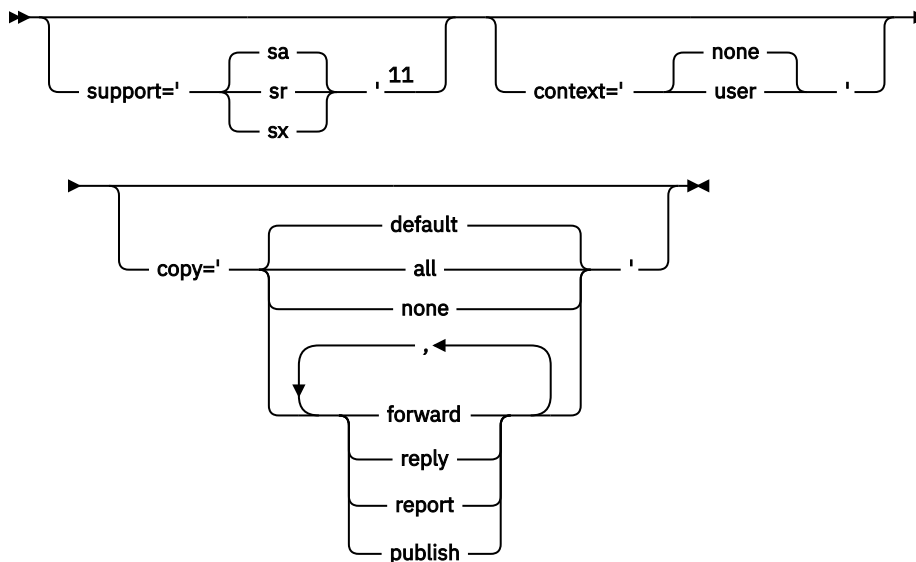 sa none
support=' sr ' 11 context=' user '
sx
default
copy=' all '
none
,
forward
reply
report
publish